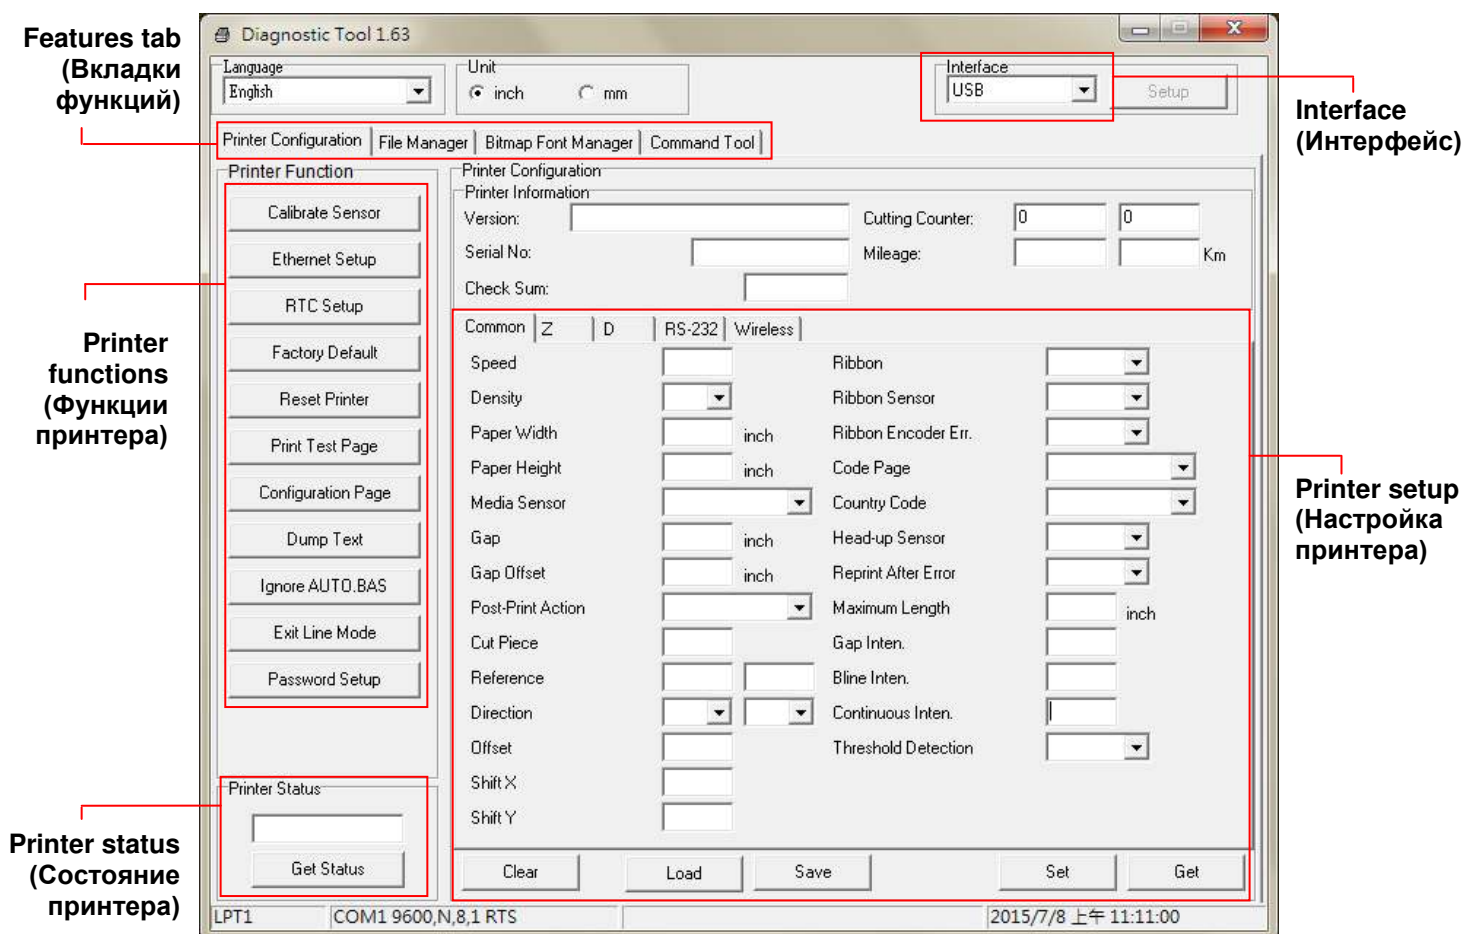 Features tab
(Вкладки
функций)
Diagnostic Tool 1.63
Language
English
Unit
inch
mm
Interface
USB
Setup
Interface
(Интерфейс)
Printer Configuration
File Manager
Bitmap Font Manager
Command Tool
Printer Function
Calibrate Sensor
Ethernet Setup
RTC Setup
Factory Default
Reset Printer
Print Test Page
Configuration Page
Dump Text
Ignore AUTO.BAS
Exit Line Mode
Password Setup
Printer
functions
(Функции
принтера)
Printer Configuration
Printer Information
Version:
Cutting Counter:
0
0
Serial No:
Mileage:
Km
Check Sum:
Common
Z
D
RS-232
Wireless
Speed
Ribbon
Density
Ribbon Sensor
Paper Width
inch
Ribbon Encoder Err.
Paper Height
inch
Code Page
Media Sensor
Country Code
Gap
inch
Head-up Sensor
Gap Offset
inch
Reprint After Error
Post-Print Action
Maximum Length
inch
Cut Piece
Gap Inten.
Reference
Bline Inten.
Direction
Continuous Inten.
Offset
Threshold Detection
Shift X
Shift Y
Clear
Load
Save
Set
Get
Printer setup
(Настройка
принтера)
Printer Status
Get Status
Printer status
(Состояние
принтера)
LPT1
COM1 9600,N,8,1 RTS
2015/7/8 上午 11:11:00